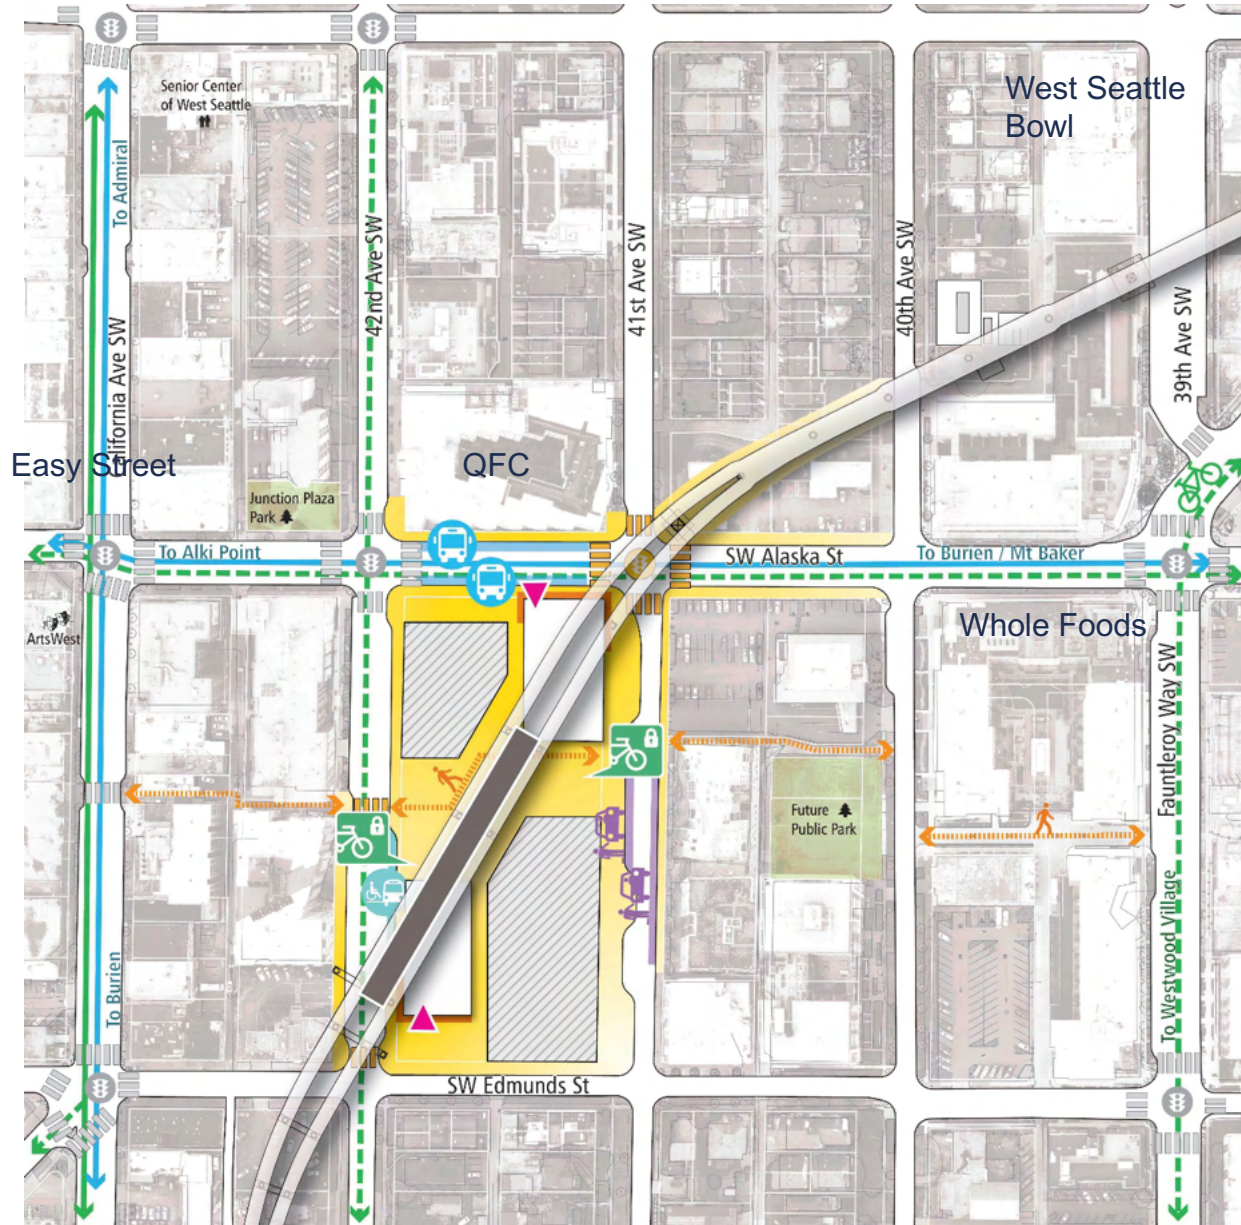 Senior Center
of West Seattle
West Seattle
Bowl
To Admiral
California Ave SW
42nd Ave SW
41st Ave SW
40th Ave SW
39th Ave SW
Easy Street
QFC
Junction Plaza
Park
To Alki Point
SW Alaska St
To Burien / Mt Baker
ArtsWest
Whole Foods
Fauntleroy Way SW
Future
Public Park
To Burien
To Westwood Village
SW Edmunds St